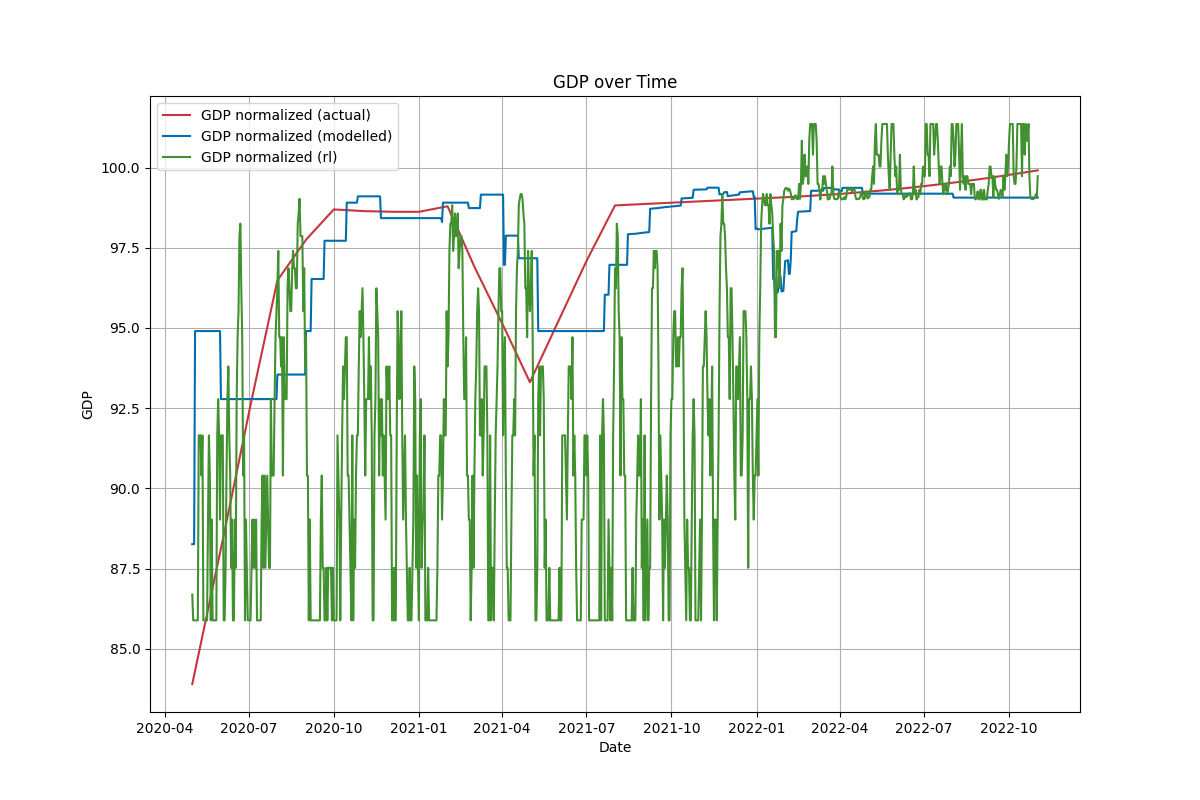 GDP over Time
GDP normalized (actual)
GDP normalized (modelled)
GDP normalized (rl)
100.0
97.5
95.0
92.5
90.0
87.5
85.0
GDP
2020-04 2020-07 2020-10 2021-01 2021-04 2021-07 2021-10 2022-01 2022-04 2022-07 2022-10
Date